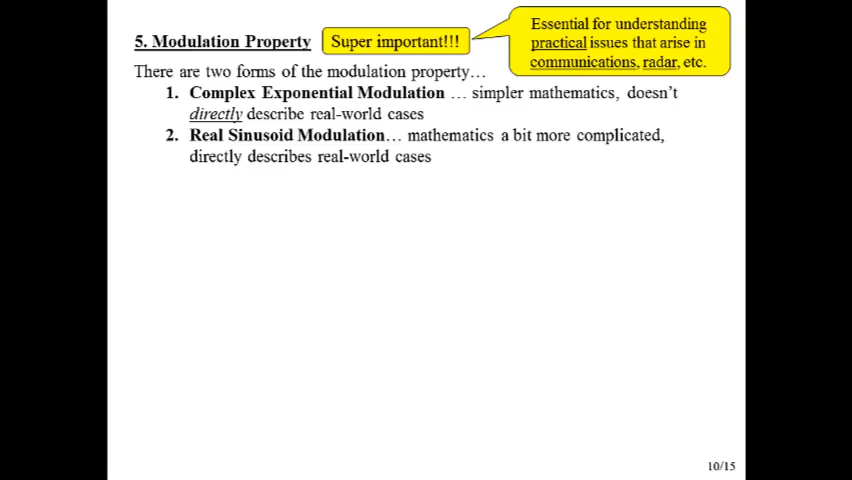 5. Modulation Property
Super important!!!
Essential for understanding
practical issues that arise in
communications, radar, etc.
There are two forms of the modulation property…
1. Complex Exponential Modulation … simpler mathematics, doesn't
directly describe real-world cases
2. Real Sinusoid Modulation… mathematics a bit more complicated,
directly describes real-world cases
10/15